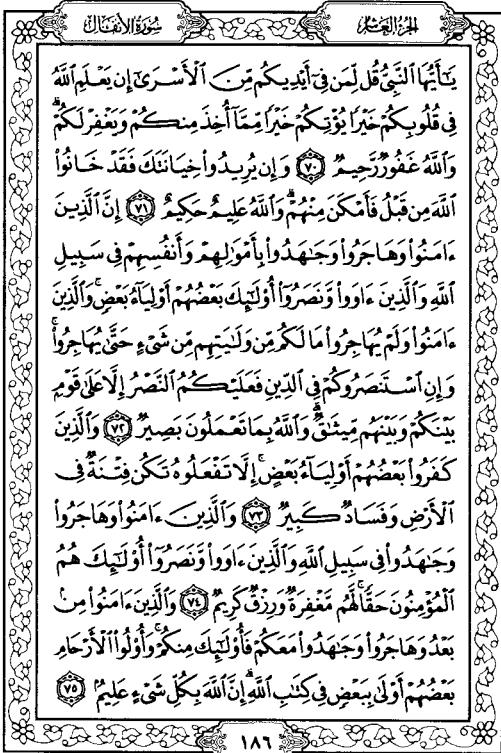 سورة الأنفال
الجزء العاشر
يَٰٓأَيُّهَا ٱلنَّبِىُّ قُل لِّمَن فِىٓ أَيْدِيكُم مِّنَ ٱلْأَسْرَىٰٓ إِن يَعْلَمِ ٱللَّهُ
فِى قُلُوبِكُمْ خَيْرًا يُؤْتِكُمْ خَيْرًا مِّمَّآ أُخِذَ مِنكُمْ وَيَغْفِرْ لَكُمْ ۗ
وَٱللَّهُ غَفُورٌ رَّحِيمٌ ٧٠ وَإِن يُرِيدُوا۟ خِيَانَتَكَ فَقَدْ خَانُوا۟
ٱللَّهَ مِن قَبْلُ فَأَمْكَنَ مِنْهُمْ ۗ وَٱللَّهُ عَلِيمٌ حَكِيمٌ ٧١ إِنَّ ٱلَّذِينَ
ءَامَنُوا۟ وَهَاجَرُوا۟ وَجَٰهَدُوا۟ بِأَمْوَٰلِهِمْ وَأَنفُسِهِمْ فِى سَبِيلِ
ٱللَّهِ وَٱلَّذِينَ ءَاوَوا۟ وَّنَصَرُوٓا۟ أُو۟لَٰٓئِكَ بَعْضُهُمْ أَوْلِيَآءُ بَعْضٍ ۚ وَٱلَّذِينَ
ءَامَنُوا۟ وَلَمْ يُهَاجِرُوا۟ مَا لَكُم مِّن وَلَٰيَتِهِم مِّن شَىْءٍ حَتَّىٰ يُهَاجِرُوا۟ ۚ
وَإِنِ ٱسْتَنصَرُوكُمْ فِى ٱلدِّينِ فَعَلَيْكُمُ ٱلنَّصْرُ إِلَّا عَلَىٰ قَوْمٍۭ
بَيْنَكُمْ وَبَيْنَهُم مِّيثَٰقٌ ۗ وَٱللَّهُ بِمَا تَعْمَلُونَ بَصِيرٌ ٧٢ وَٱلَّذِينَ
كَفَرُوا۟ بَعْضُهُمْ أَوْلِيَآءُ بَعْضٍ ۚ إِلَّا تَفْعَلُوهُ تَكُن فِتْنَةٌ فِى
ٱلْأَرْضِ وَفَسَادٌ كَبِيرٌ ٧٣ وَٱلَّذِينَ ءَامَنُوا۟ وَهَاجَرُوا۟
وَجَٰهَدُوا۟ فِى سَبِيلِ ٱللَّهِ وَٱلَّذِينَ ءَاوَوا۟ وَّنَصَرُوٓا۟ أُو۟لَٰٓئِكَ هُمُ
ٱلْمُؤْمِنُونَ حَقًّا ۚ لَّهُم مَّغْفِرَةٌ وَرِزْقٌ كَرِيمٌ ٧٤ وَٱلَّذِينَ ءَامَنُوا۟ مِنۢ
بَعْدُ وَهَاجَرُوا۟ وَجَٰهَدُوا۟ مَعَكُمْ فَأُو۟لَٰٓئِكَ مِنكُمْ ۚ وَأُو۟لُوا۟ ٱلْأَرْحَامِ
بَعْضُهُمْ أَوْلَىٰ بِبَعْضٍ فِى كِتَٰبِ ٱللَّهِ ۗ إِنَّ ٱللَّهَ بِكُلِّ شَىْءٍ عَلِيمٌۢ ٧٥
١٨٦